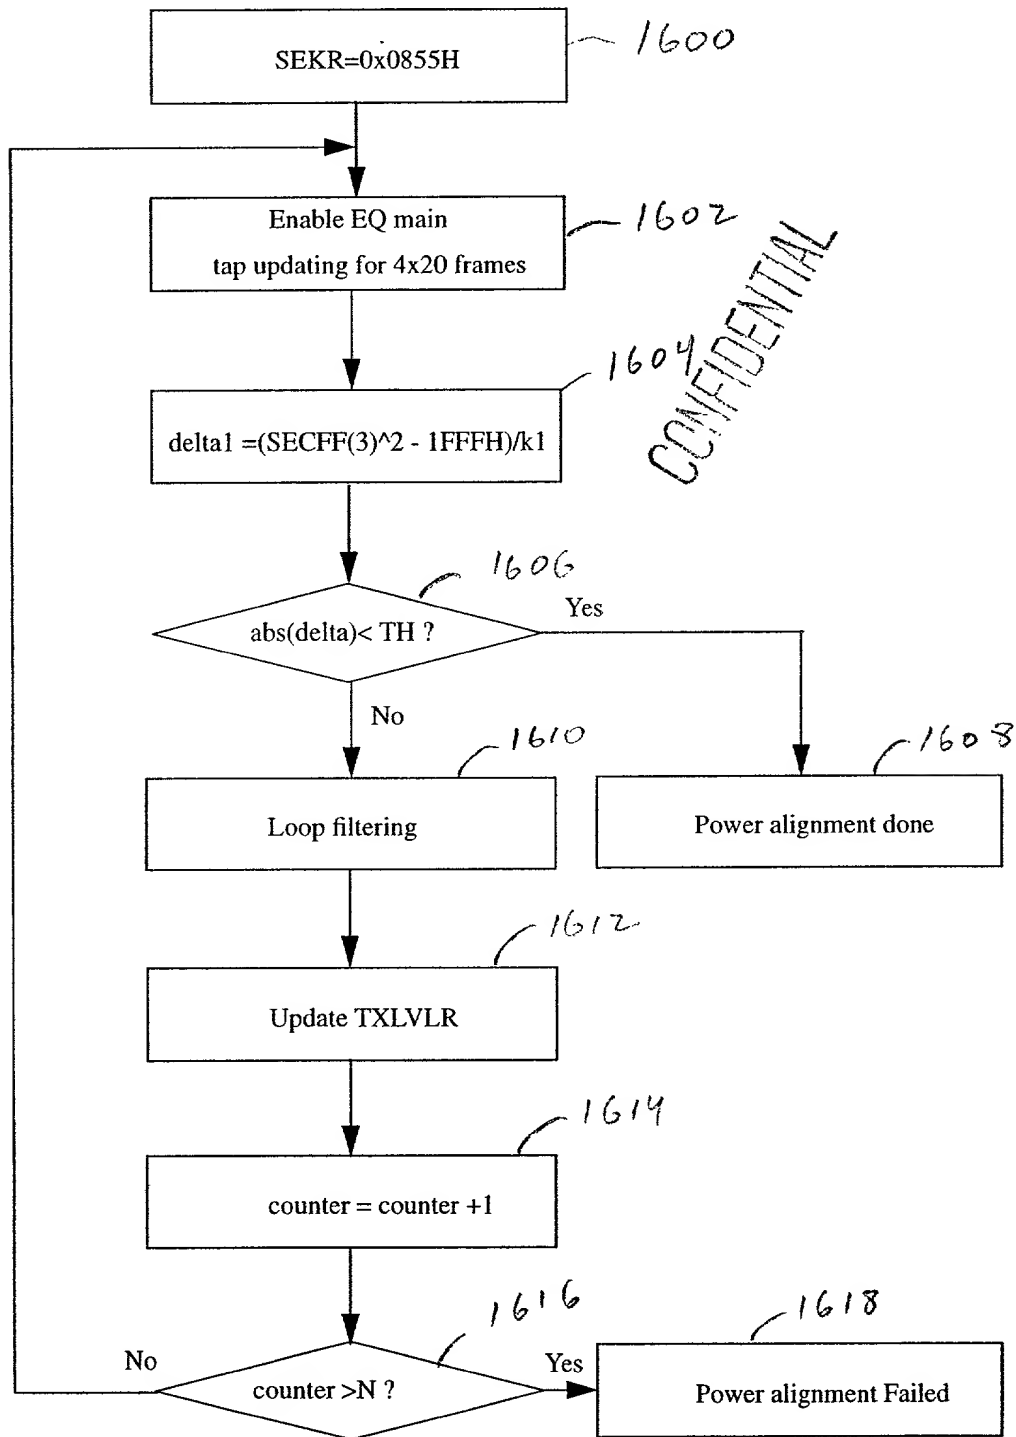 SEKR=0x0855H
1600
Enable EQ main
tap updating for 4x20 frames
1602
CONFIDENTIAL
delta1 =(SECFF(3)^2 - 1FFFH)/k1
1604
abs(delta)< TH ?
1606
Yes
No
Loop filtering
1610
Power alignment done
1608
Update TXLVLR
1612
counter = counter +1
1614
counter >N ?
1616
No
Yes
Power alignment Failed
1618